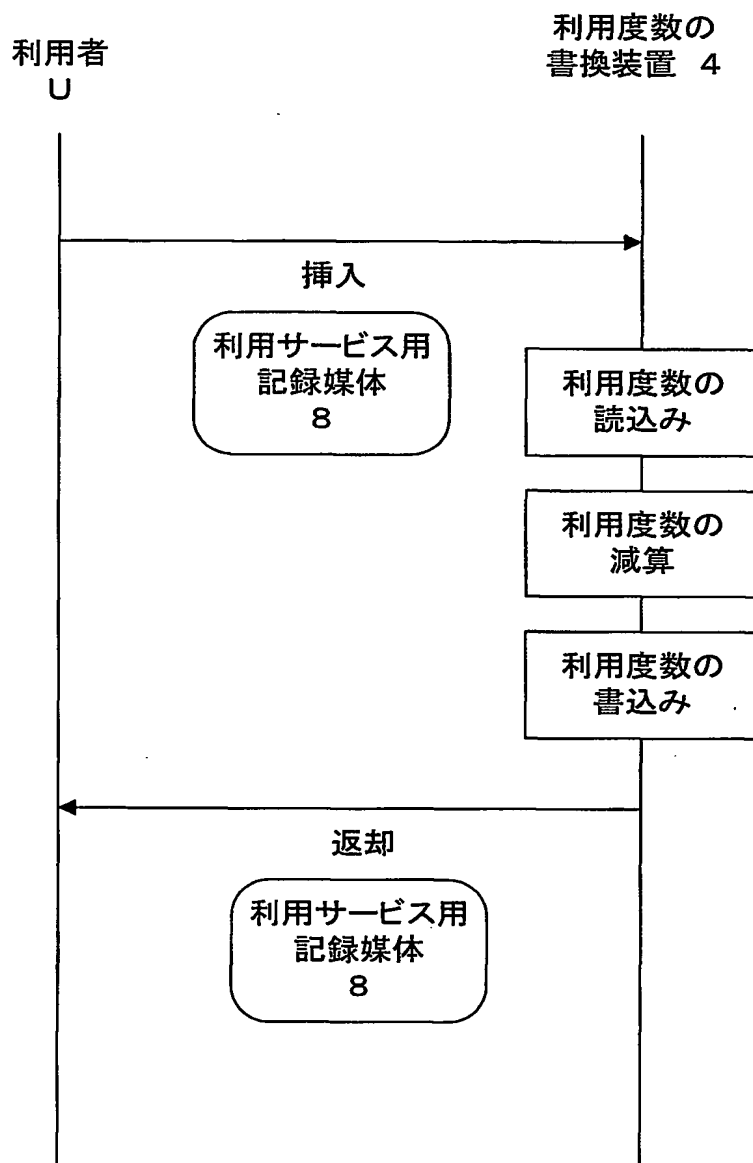 利用者
U
利用度数の
書換装置 4
挿入
利用サービス用
記録媒体
8
利用度数の
読込み
利用度数の
減算
利用度数の
書込み
返却
利用サービス用
記録媒体
8